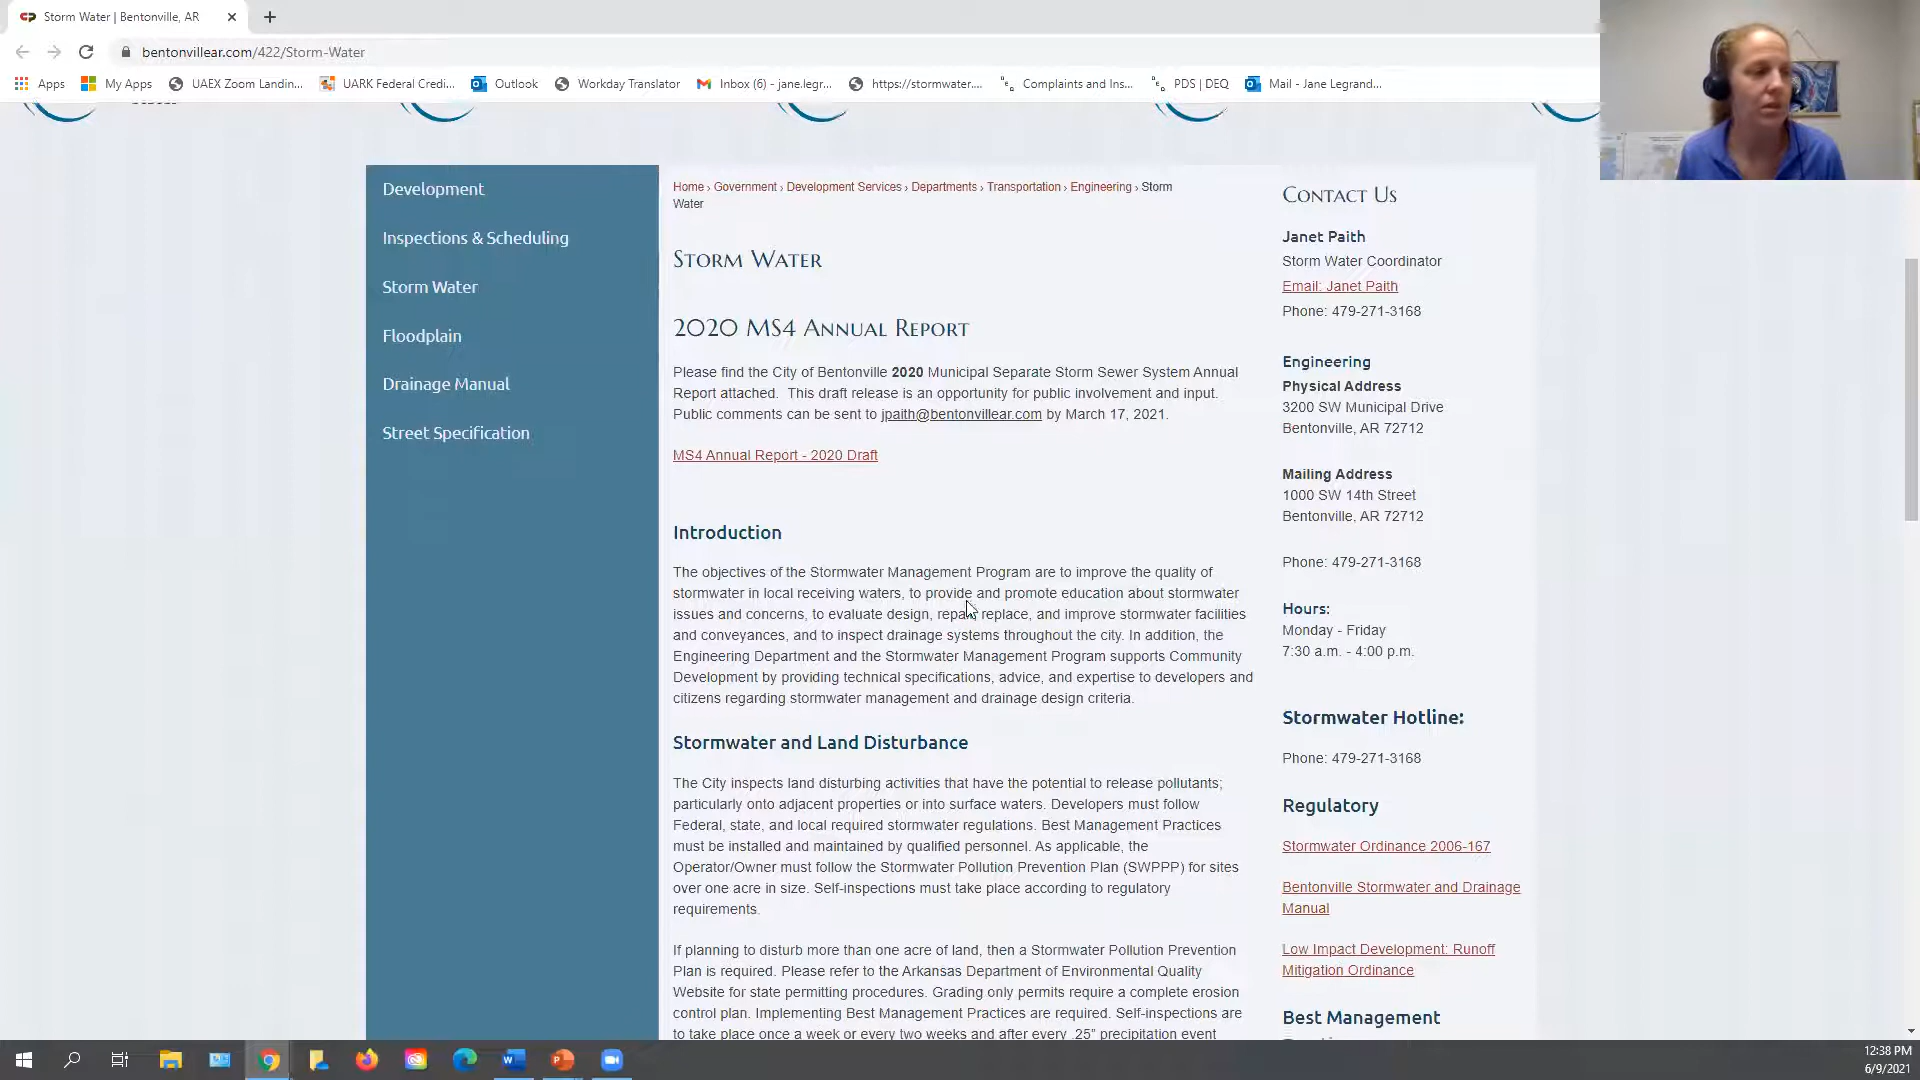 Storm Water | Bentonville, AR
bentonvillear.com/422/Storm-Water
Apps
My Apps
UAEX Zoom Landin...
UARK Federal Credi...
Outlook
Workday Translator
Inbox (6) - jane.legr...
https://stormwater....
Complaints and Ins...
PDS | DEQ
Mail - Jane Legrand...
Development
Inspections & Scheduling
Storm Water
Floodplain
Drainage Manual
Street Specification
Home › Government › Development Services › Departments › Transportation › Engineering › Storm
Water
Storm Water
2020 MS4 Annual Report
Please find the City of Bentonville 2020 Municipal Separate Storm Sewer System Annual
Report attached. This draft release is an opportunity for public involvement and input.
Public comments can be sent to jpaith@bentonvillear.com by March 17, 2021.
MS4 Annual Report - 2020 Draft
Introduction
The objectives of the Stormwater Management Program are to improve the quality of
stormwater in local receiving waters, to provide and promote education about stormwater
issues and concerns, to evaluate design, repair, replace, and improve stormwater facilities
and conveyances, and to inspect drainage systems throughout the city. In addition, the
Engineering Department and the Stormwater Management Program supports Community
Development by providing technical specifications, advice, and expertise to developers and
citizens regarding stormwater management and drainage design criteria.
Stormwater and Land Disturbance
The City inspects land disturbing activities that have the potential to release pollutants;
particularly onto adjacent properties or into surface waters. Developers must follow
Federal, state, and local required stormwater regulations. Best Management Practices
must be installed and maintained by qualified personnel. As applicable, the
Operator/Owner must follow the Stormwater Pollution Prevention Plan (SWPPP) for sites
over one acre in size. Self-inspections must take place according to regulatory
requirements.
If planning to disturb more than one acre of land, then a Stormwater Pollution Prevention
Plan is required. Please refer to the Arkansas Department of Environmental Quality
Website for state permitting procedures. Grading only permits require a complete erosion
control plan. Implementing Best Management Practices are required. Self-inspections are
to take place once a week or every two weeks and after every .25" precipitation event
Contact Us
Janet Paith
Storm Water Coordinator
Email: Janet Paith
Phone: 479-271-3168
Engineering
Physical Address
3200 SW Municipal Drive
Bentonville, AR 72712
Mailing Address
1000 SW 14th Street
Bentonville, AR 72712
Phone: 479-271-3168
Hours:
Monday - Friday
7:30 a.m. - 4:00 p.m.
Stormwater Hotline:
Phone: 479-271-3168
Regulatory
Stormwater Ordinance 2006-167
Bentonville Stormwater and Drainage
Manual
Low Impact Development: Runoff
Mitigation Ordinance
Best Management
12:38 PM
6/9/2021